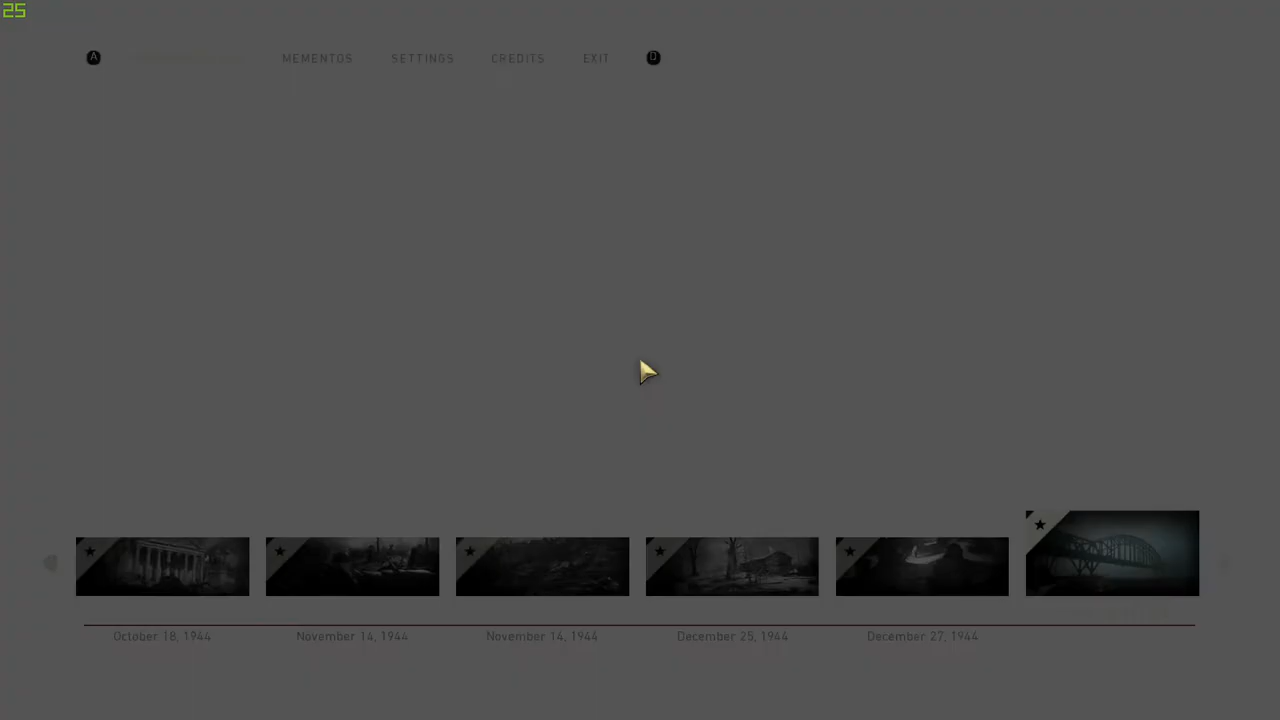 25
A MEMENTOS SETTINGS CREDITS EXIT D
October 18, 1944 November 14, 1944 November 14, 1944 December 25, 1944 December 27, 1944